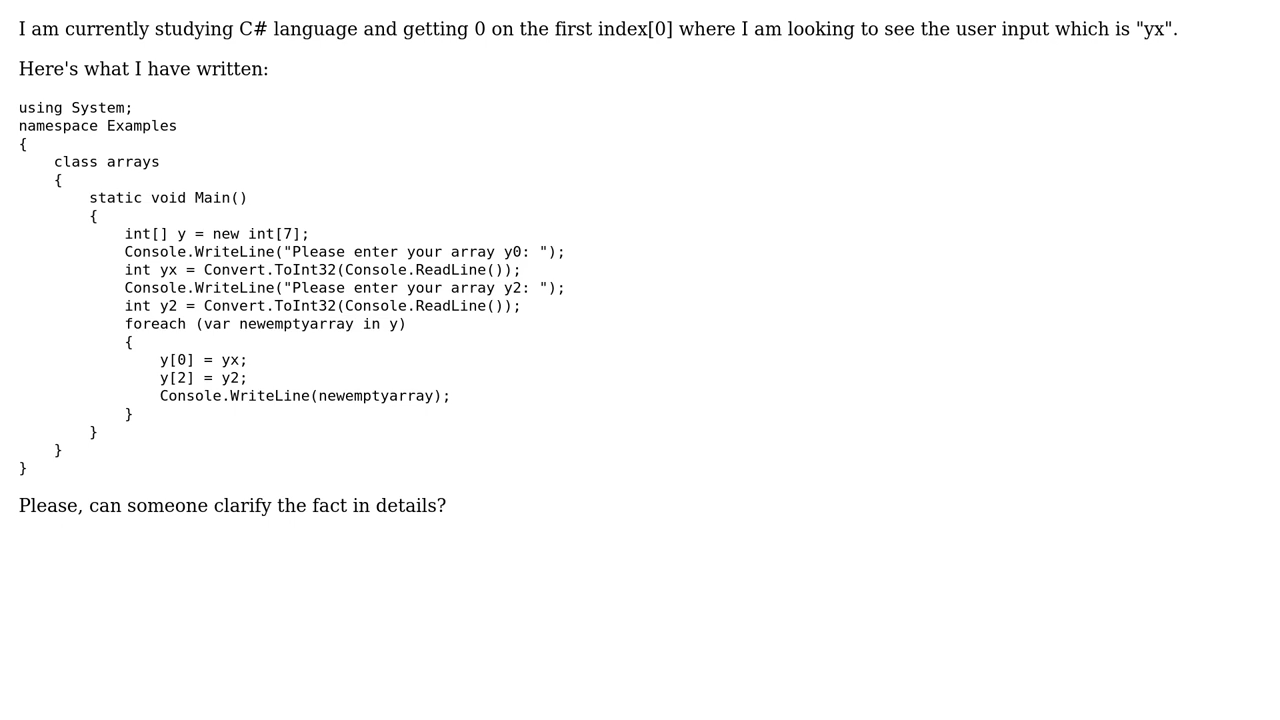 I am currently studying C# language and getting 0 on the first index[0] where I am looking to see the user input which is "yx".
Here's what I have written:
using System;
namespace Examples
{
    class arrays
    {
        static void Main()
        {
            int[] y = new int[7];
            Console.WriteLine("Please enter your array y0: ");
            int yx = Convert.ToInt32(Console.ReadLine());
            Console.WriteLine("Please enter your array y2: ");
            int y2 = Convert.ToInt32(Console.ReadLine());
            foreach (var newemptyarray in y)
            {
                y[0] = yx;
                y[2] = y2;
                Console.WriteLine(newemptyarray);
            }
        }
    }
}
Please, can someone clarify the fact in details?